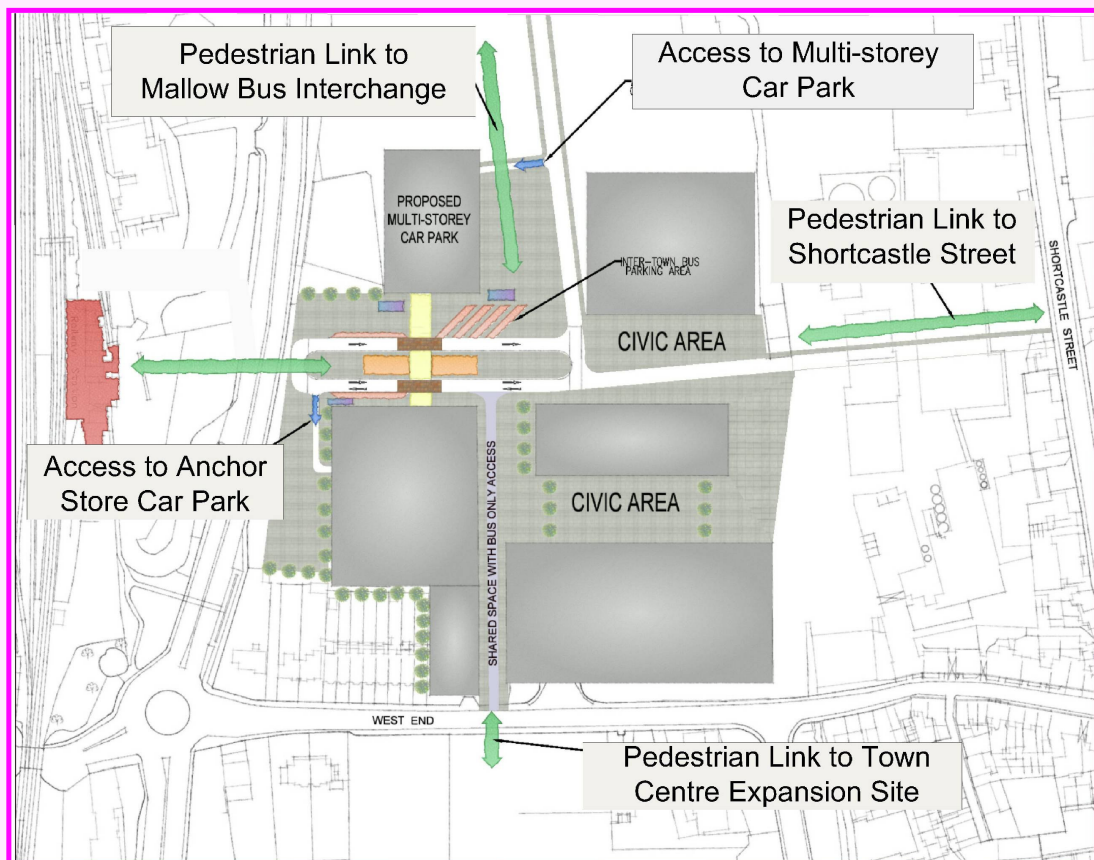 Pedestrian Link to
Mallow Bus Interchange
Access to Multi-storey
Car Park
PROPOSED
MULTI-STOREY
CAR PARK
Pedestrian Link to
Shortcastle Street
INTER-TOWN BUS
PARKING AREA
SHORTCASTLE STREET
CIVIC AREA
Railway Station
Access to Anchor
Store Car Park
CIVIC AREA
SHARED SPACE WITH BUS ONLY ACCESS
WEST END
Pedestrian Link to Town
Centre Expansion Site